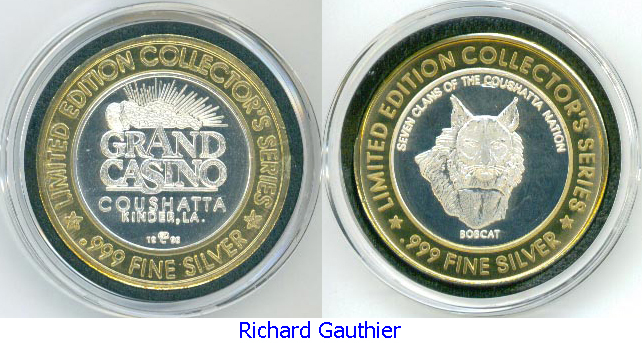 LIMITED EDITION COLLECTOR'S SERIES
GRAND
CASINO
COUSHATTA
KINDER, LA.
.999 FINE SILVER
LIMITED EDITION COLLECTOR'S SERIES
SEVEN CLANS OF THE COUSHATTA NATION
BOBCAT
.999 FINE SILVER
Richard Gauthier